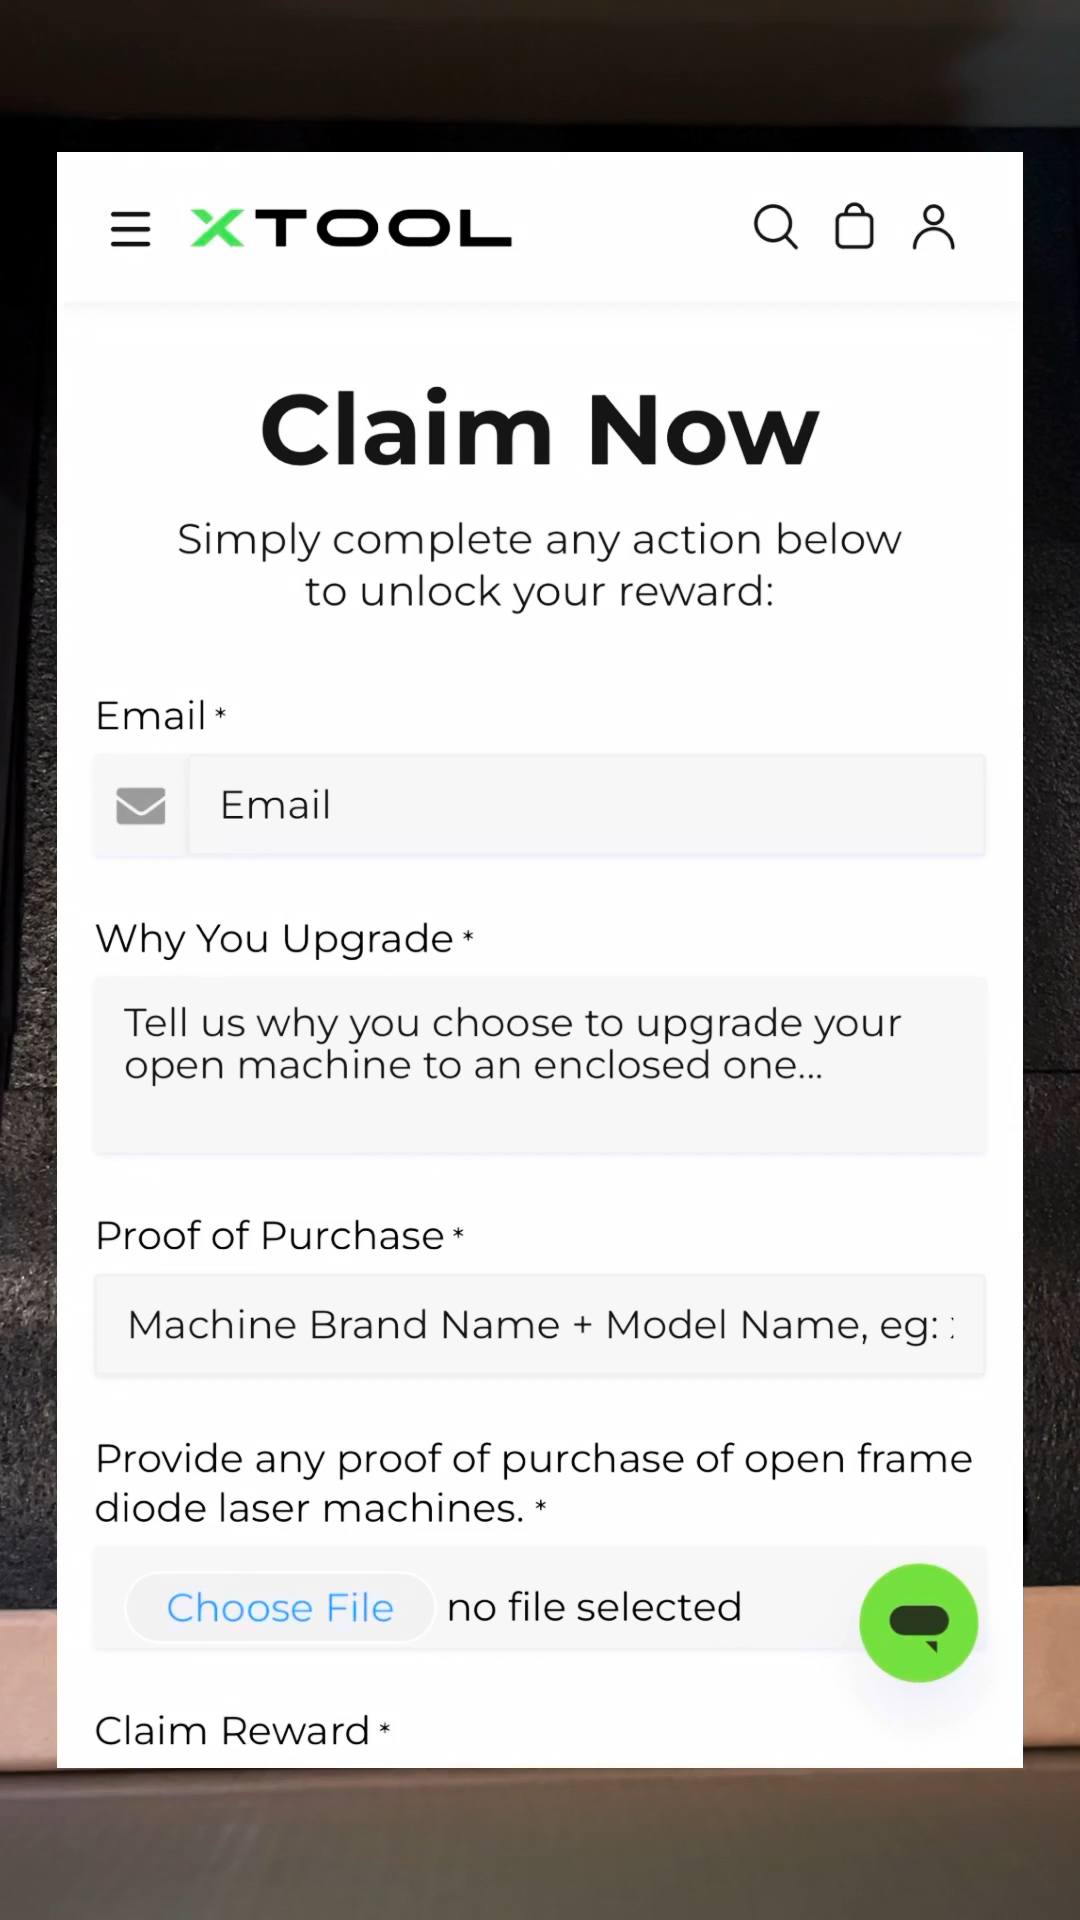 XTOOL
Claim Now
Simply complete any action below
to unlock your reward:
Email *
Email
Why You Upgrade *
Tell us why you choose to upgrade your
open machine to an enclosed one...
Proof of Purchase *
Machine Brand Name + Model Name, eg:
Provide any proof of purchase of open frame
diode laser machines. *
Choose File no file selected
Claim Reward *